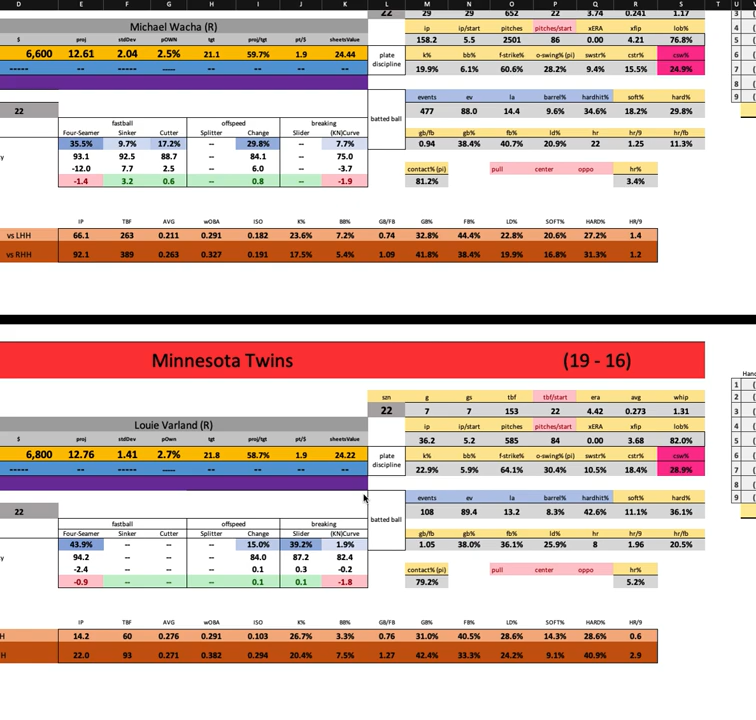 D E F G H I J K L M N O P Q R S T U V
22 29 29 652 22 3.74 0.241 1.17 3
Michael Wacha (R) ip ip/start pitches pitches/start xERA xfip lob% 4
$ proj stdDev pOWN tgt proj/tgt pt/$ sheetsValue 158.2 5.5 2501 86 0.00 4.21 76.8% 5
6,600 12.61 2.04 2.5% 21.1 59.7% 1.9 24.44 plate discipline k% bb% f-strike% o-swing% (pi) swstr% cstr% csw% 6
----- -- -- ----- -- -- -- -- 19.9% 6.1% 60.6% 28.2% 9.4% 15.5% 24.9% 7
8
events ev la barrel% hardhit% soft% hard% 9
22 batted ball 477 88.0 14.4 9.6% 34.6% 18.2% 29.8%
fastball offspeed breaking
Four-Seamer Sinker Cutter Splitter Change Slider (KN)Curve gb/fb gb% fb% ld% hr hr/9 hr/fb
35.5% 9.7% 17.2% -- 29.8% -- 7.7% 0.94 38.4% 40.7% 20.9% 22 1.25 11.3%
y 93.1 92.5 88.7 -- 84.1 -- 75.0
-12.0 7.7 2.5 -- 6.0 -- -3.7 contact% (pi) pull center oppo hr%
-1.4 3.2 0.6 -- 0.8 -- -1.9 81.2% 3.4%
IP TBF AVG wOBA ISO K% BB% GB/FB GB% FB% LD% SOFT% HARD% HR/9
vs LHH 66.1 263 0.211 0.291 0.182 23.6% 7.2% 0.74 32.8% 44.4% 22.8% 20.6% 27.2% 1.4
vs RHH 92.1 389 0.263 0.327 0.191 17.5% 5.4% 1.09 41.8% 38.4% 19.9% 16.8% 31.3% 1.2
Minnesota Twins (19 - 16)
Hand
1
szn g gs tbf tbf/start era avg whip 2
22 7 7 153 22 4.42 0.273 1.31 3
Louie Varland (R) ip ip/start pitches pitches/start xERA xfip lob% 4
$ proj stdDev pOwn tgt proj/tgt pt/$ sheetsValue 36.2 5.2 585 84 0.00 3.68 82.0% 5
6,800 12.76 1.41 2.7% 21.8 58.7% 1.9 24.22 plate discipline k% bb% f-strike% o-swing% (pi) swstr% cstr% csw% 6
----- -- -- ----- -- -- -- -- 22.9% 5.9% 64.1% 30.4% 10.5% 18.4% 28.9% 7
8
events ev la barrel% hardhit% soft% hard% 9
22 batted ball 108 89.4 13.2 8.3% 42.6% 11.1% 36.1%
fastball offspeed breaking
Four-Seamer Sinker Cutter Splitter Change Slider (KN)Curve gb/fb gb% fb% ld% hr hr/9 hr/fb
43.9% -- -- -- 15.0% 39.2% 1.9% 1.05 38.0% 36.1% 25.9% 8 1.96 20.5%
y 94.2 -- -- -- 84.0 87.2 82.4
-2.4 -- -- -- 0.1 0.3 -0.2 contact% (pi) pull center oppo hr%
-0.9 -- -- -- 0.1 0.1 -1.8 79.2% 5.2%
IP TBF AVG wOBA ISO K% BB% GB/FB GB% FB% LD% SOFT% HARD% HR/9
H 14.2 60 0.276 0.291 0.103 26.7% 3.3% 0.76 31.0% 40.5% 28.6% 14.3% 28.6% 0.6
H 22.0 93 0.271 0.382 0.294 20.4% 7.5% 1.27 42.4% 33.3% 24.2% 9.1% 40.9% 2.9